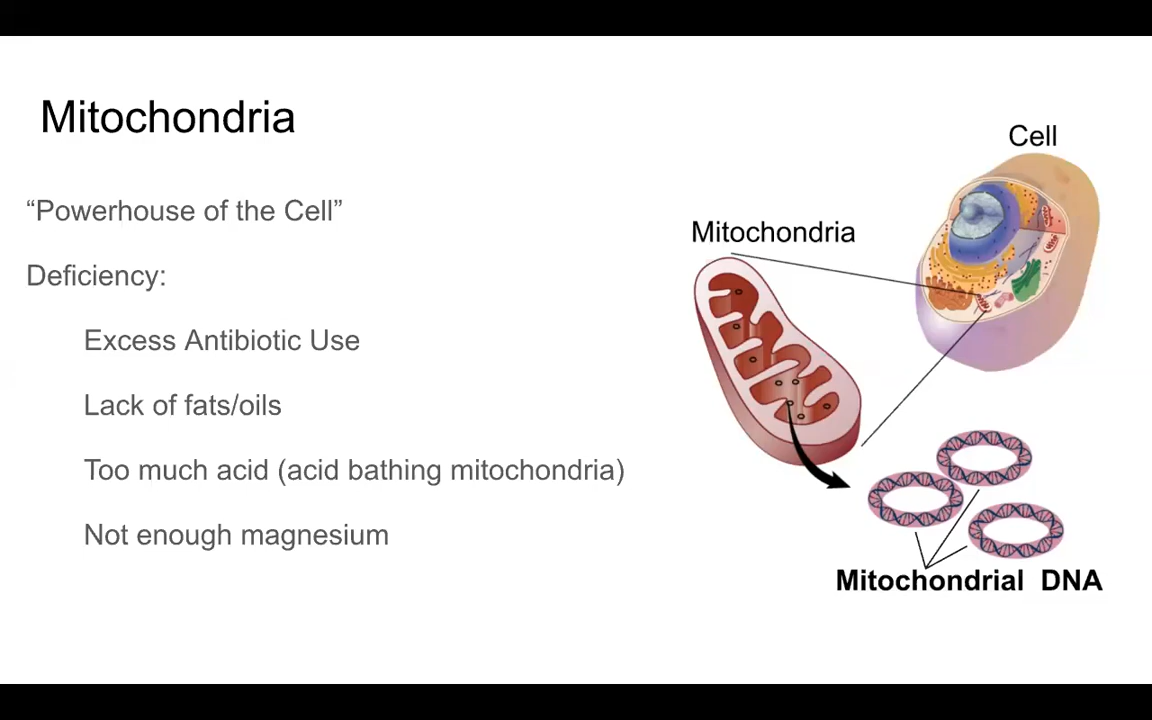 Mitochondria
“Powerhouse of the Cell”
Deficiency:
Excess Antibiotic Use
Lack of fats/oils
Too much acid (acid bathing mitochondria)
Not enough magnesium
Cell
Mitochondria
Mitochondrial DNA